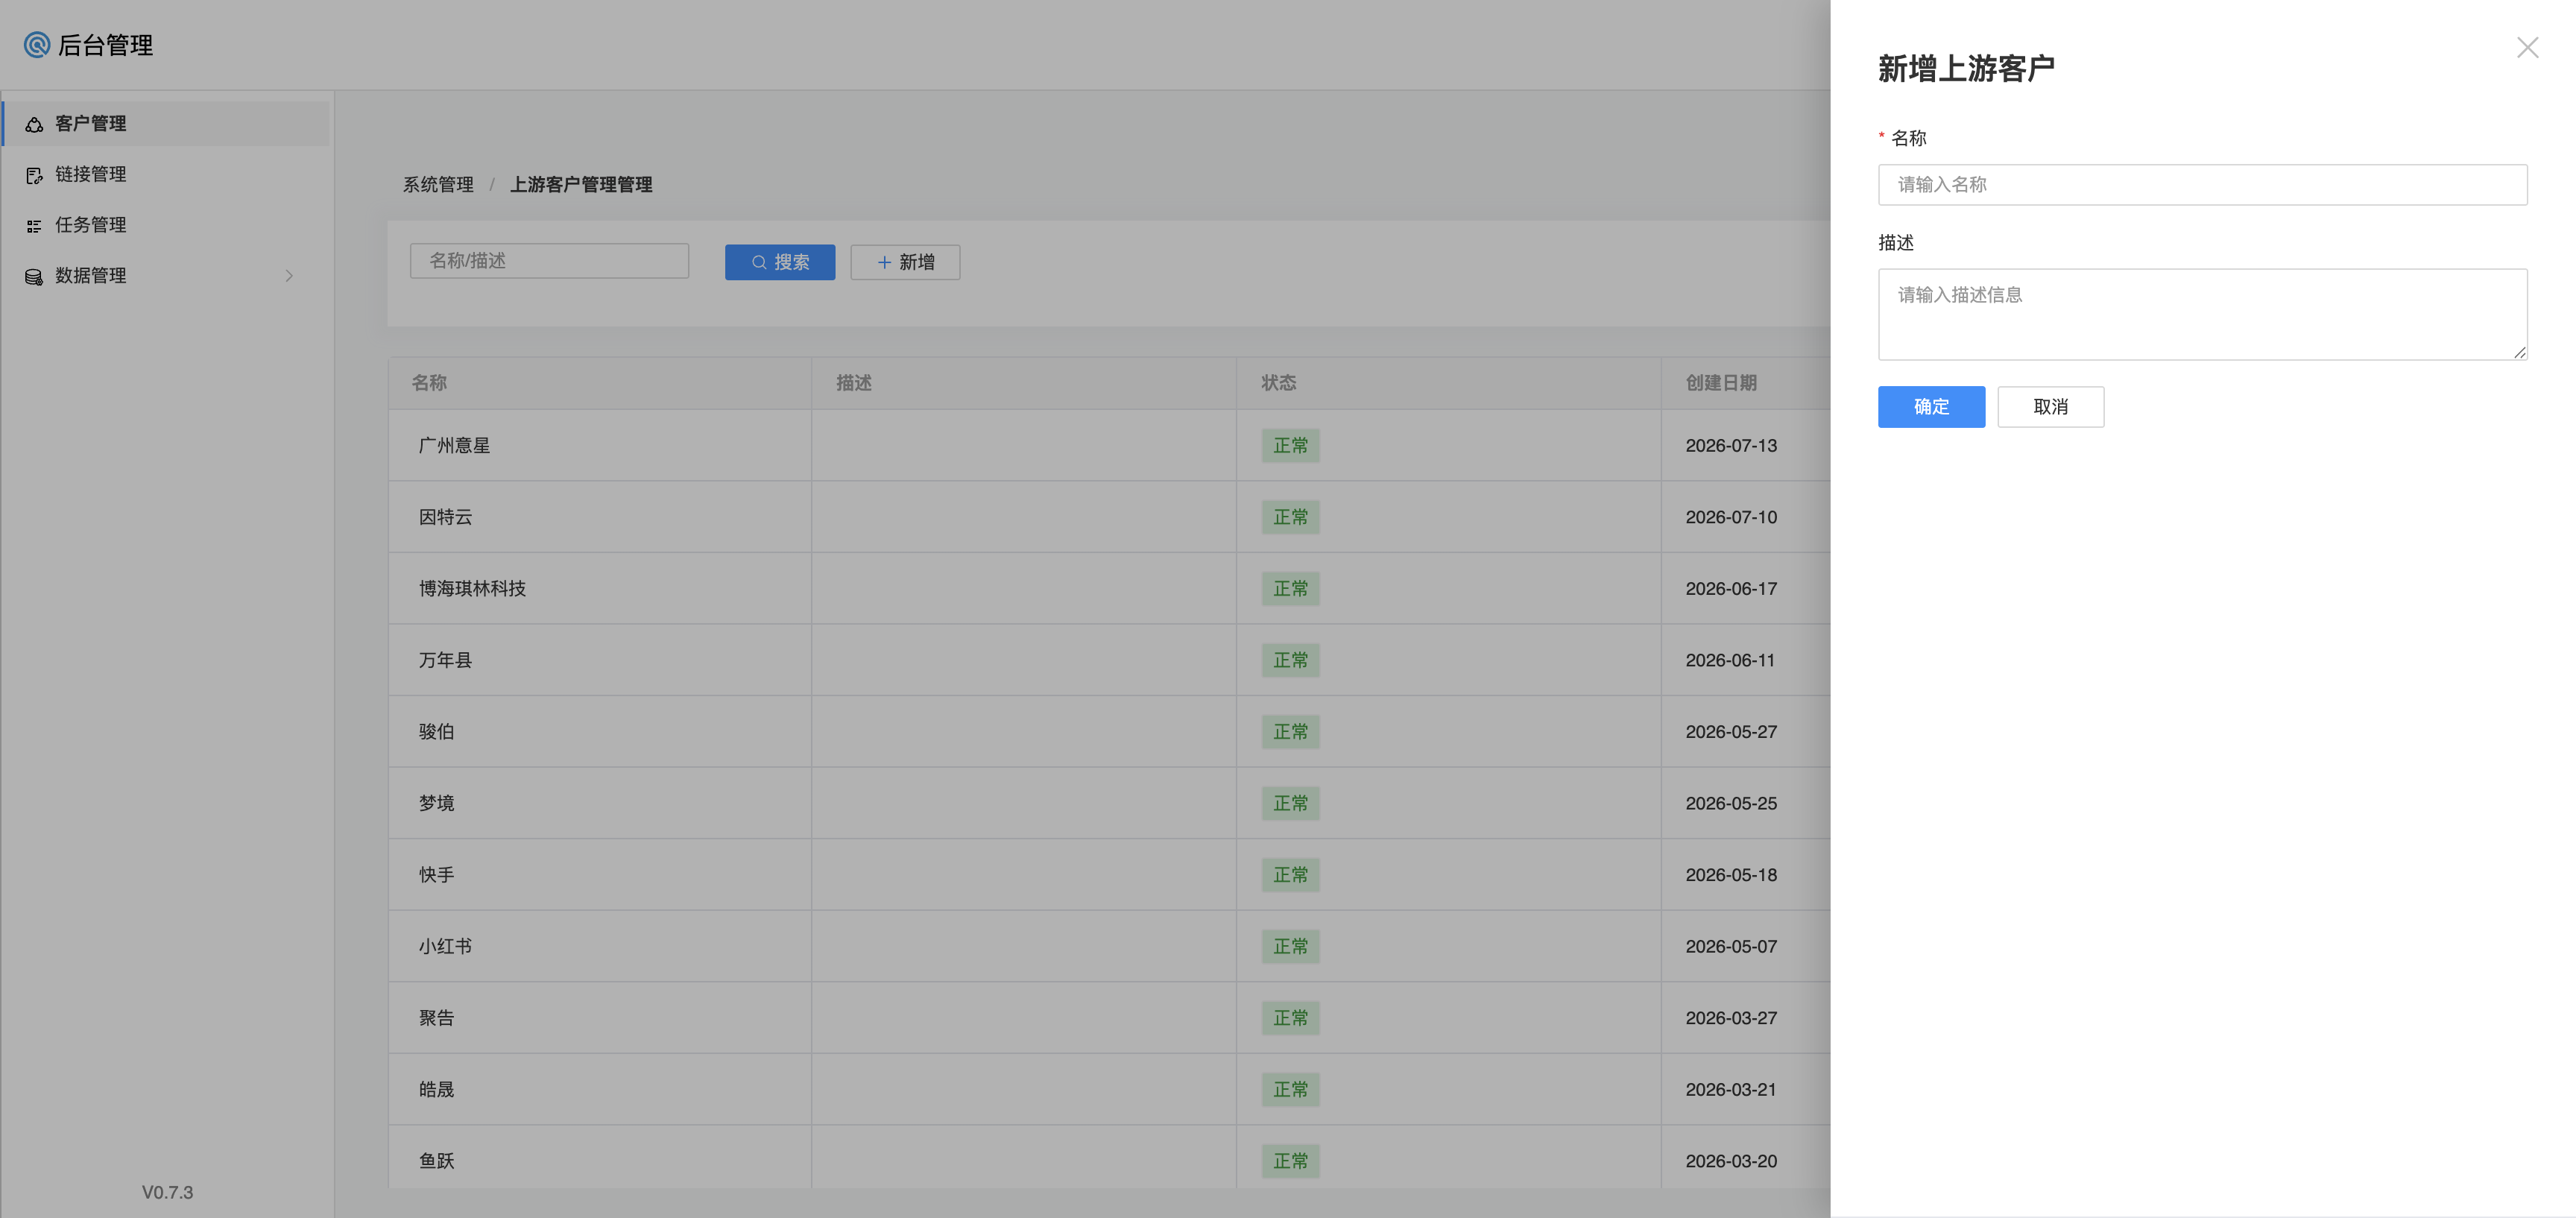 后台管理
客户管理
链接管理
任务管理
数据管理
V0.7.3
系统管理 / 上游客户管理管理
名称/描述 搜索 新增
名称 描述 状态 创建日期
广州意星 正常 2026-07-13
因特云 正常 2026-07-10
博海琪林科技 正常 2026-06-17
万年县 正常 2026-06-11
骏伯 正常 2026-05-27
梦境 正常 2026-05-25
快手 正常 2026-05-18
小红书 正常 2026-05-07
聚告 正常 2026-03-27
皓晟 正常 2026-03-21
鱼跃 正常 2026-03-20
新增上游客户
* 名称
请输入名称
描述
请输入描述信息
确定 取消